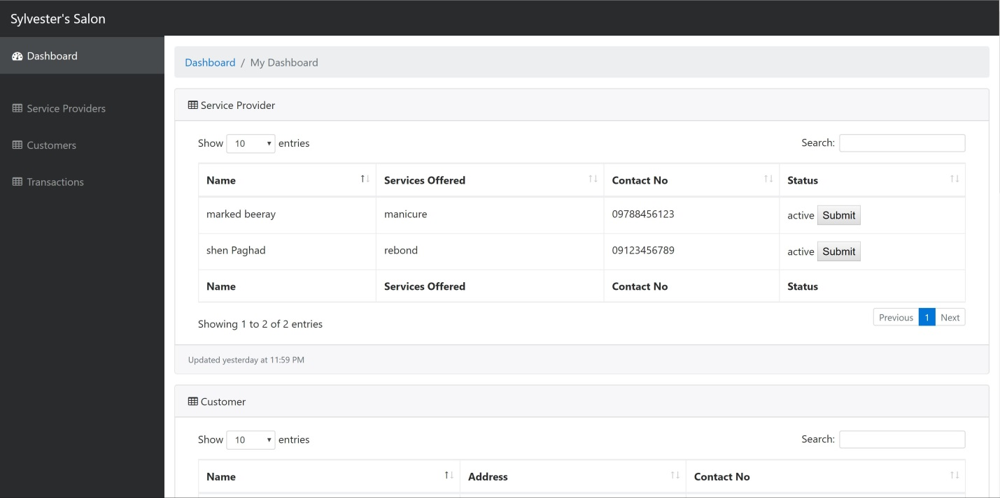 Sylvester's Salon
Dashboard
Service Providers
Customers
Transactions
Dashboard / My Dashboard
Service Provider
Show 10 entries Search:
Name Services Offered Contact No Status
marked beeray manicure 09788456123 active Submit
shen Paghad rebond 09123456789 active Submit
Name Services Offered Contact No Status
Showing 1 to 2 of 2 entries Previous 1 Next
Updated yesterday at 11:59 PM
Customer
Show 10 entries Search:
Name Address Contact No